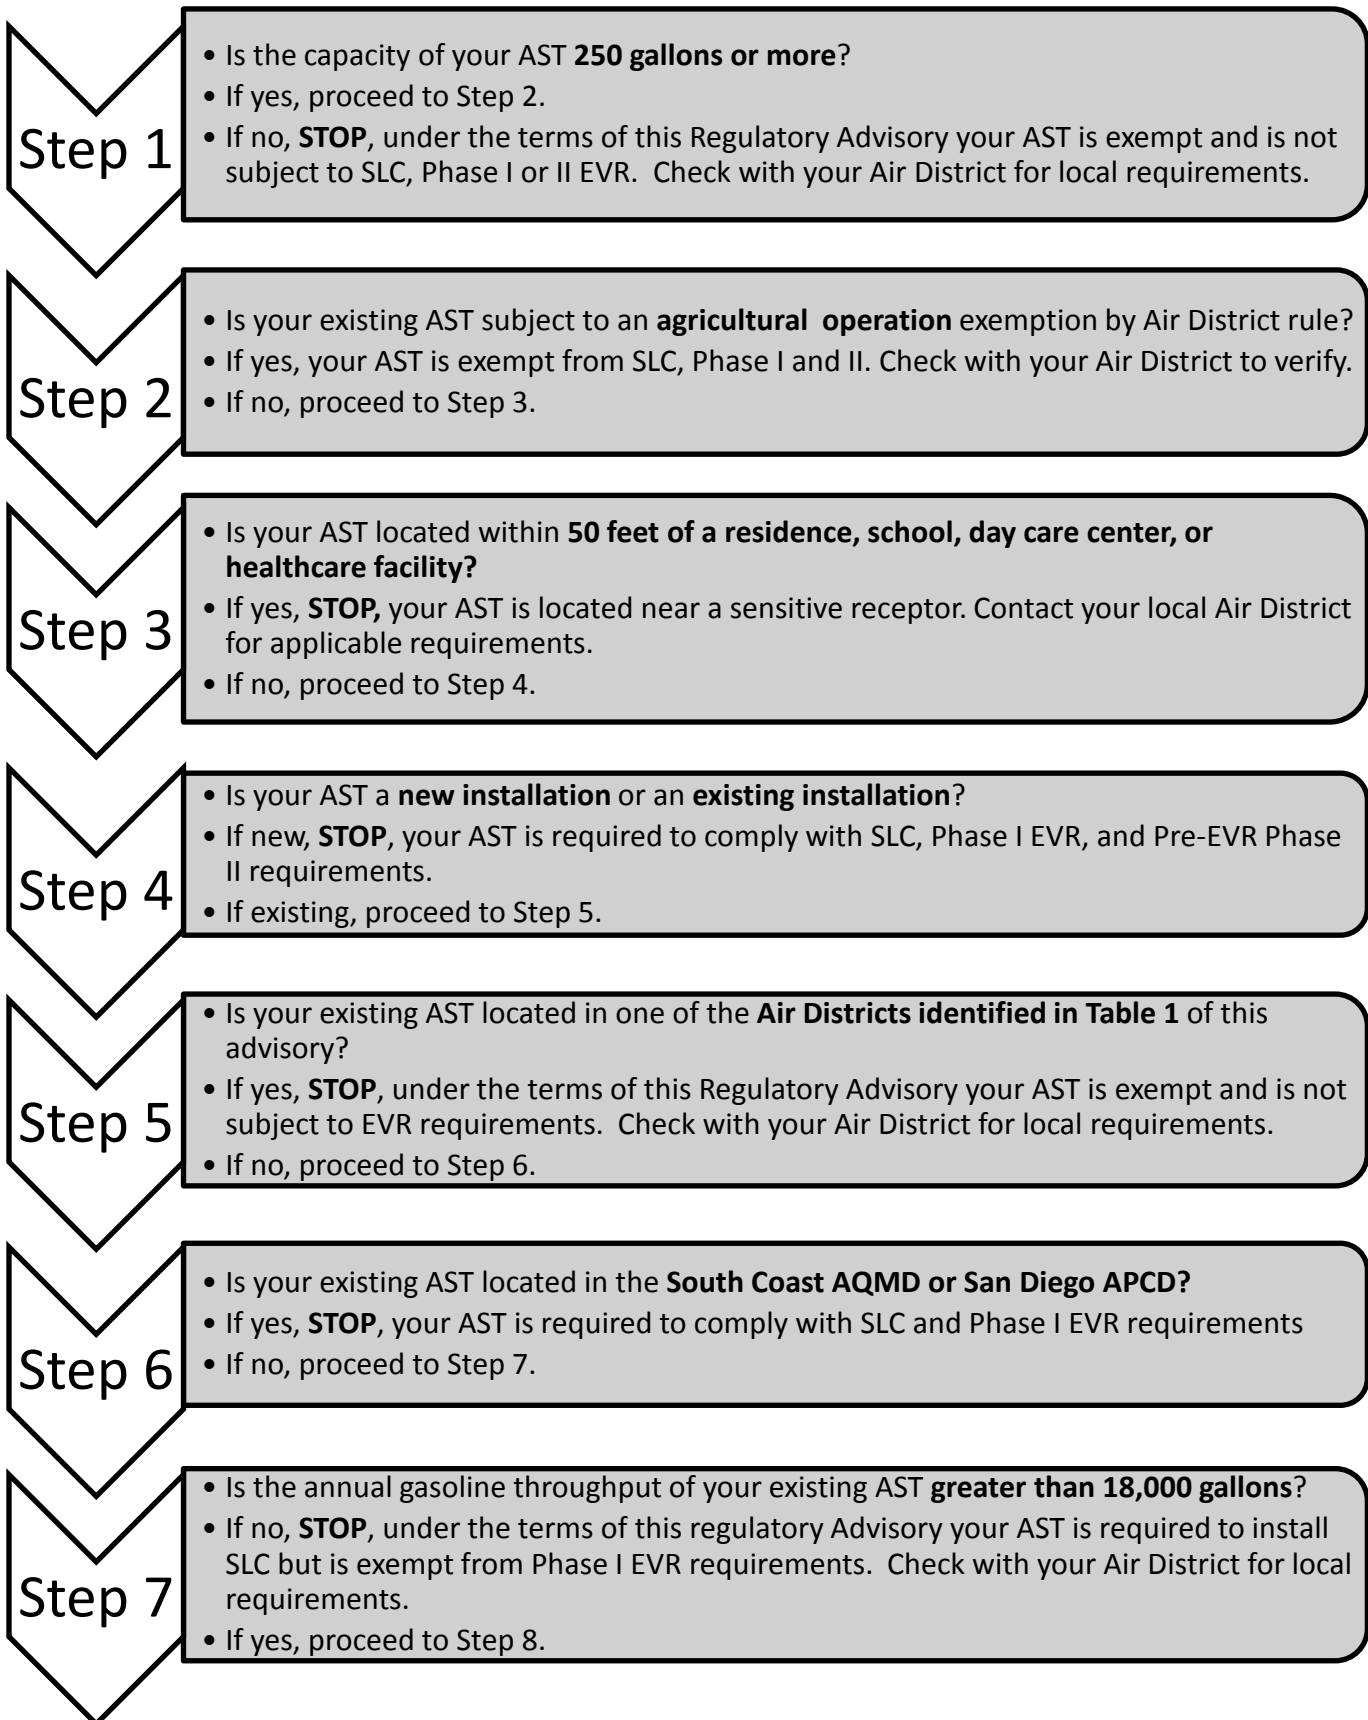 Step 1
• Is the capacity of your AST 250 gallons or more?
• If yes, proceed to Step 2.
• If no, STOP, under the terms of this Regulatory Advisory your AST is exempt and is not
subject to SLC, Phase I or II EVR.  Check with your Air District for local requirements.
Step 2
• Is your existing AST subject to an agricultural  operation exemption by Air District rule?
• If yes, your AST is exempt from SLC, Phase I and II. Check with your Air District to verify.
• If no, proceed to Step 3.
Step 3
• Is your AST located within 50 feet of a residence, school, day care center, or
healthcare facility?
• If yes, STOP, your AST is located near a sensitive receptor. Contact your local Air District
for applicable requirements.
• If no, proceed to Step 4.
Step 4
• Is your AST a new installation or an existing installation?
• If new, STOP, your AST is required to comply with SLC, Phase I EVR, and Pre-EVR Phase
II requirements.
• If existing, proceed to Step 5.
Step 5
• Is your existing AST located in one of the Air Districts identified in Table 1 of this
advisory?
• If yes, STOP, under the terms of this Regulatory Advisory your AST is exempt and is not
subject to EVR requirements.  Check with your Air District for local requirements.
• If no, proceed to Step 6.
Step 6
• Is your existing AST located in the South Coast AQMD or San Diego APCD?
• If yes, STOP, your AST is required to comply with SLC and Phase I EVR requirements
• If no, proceed to Step 7.
Step 7
• Is the annual gasoline throughput of your existing AST greater than 18,000 gallons?
• If no, STOP, under the terms of this regulatory Advisory your AST is required to install
SLC but is exempt from Phase I EVR requirements.  Check with your Air District for local
requirements.
• If yes, proceed to Step 8.